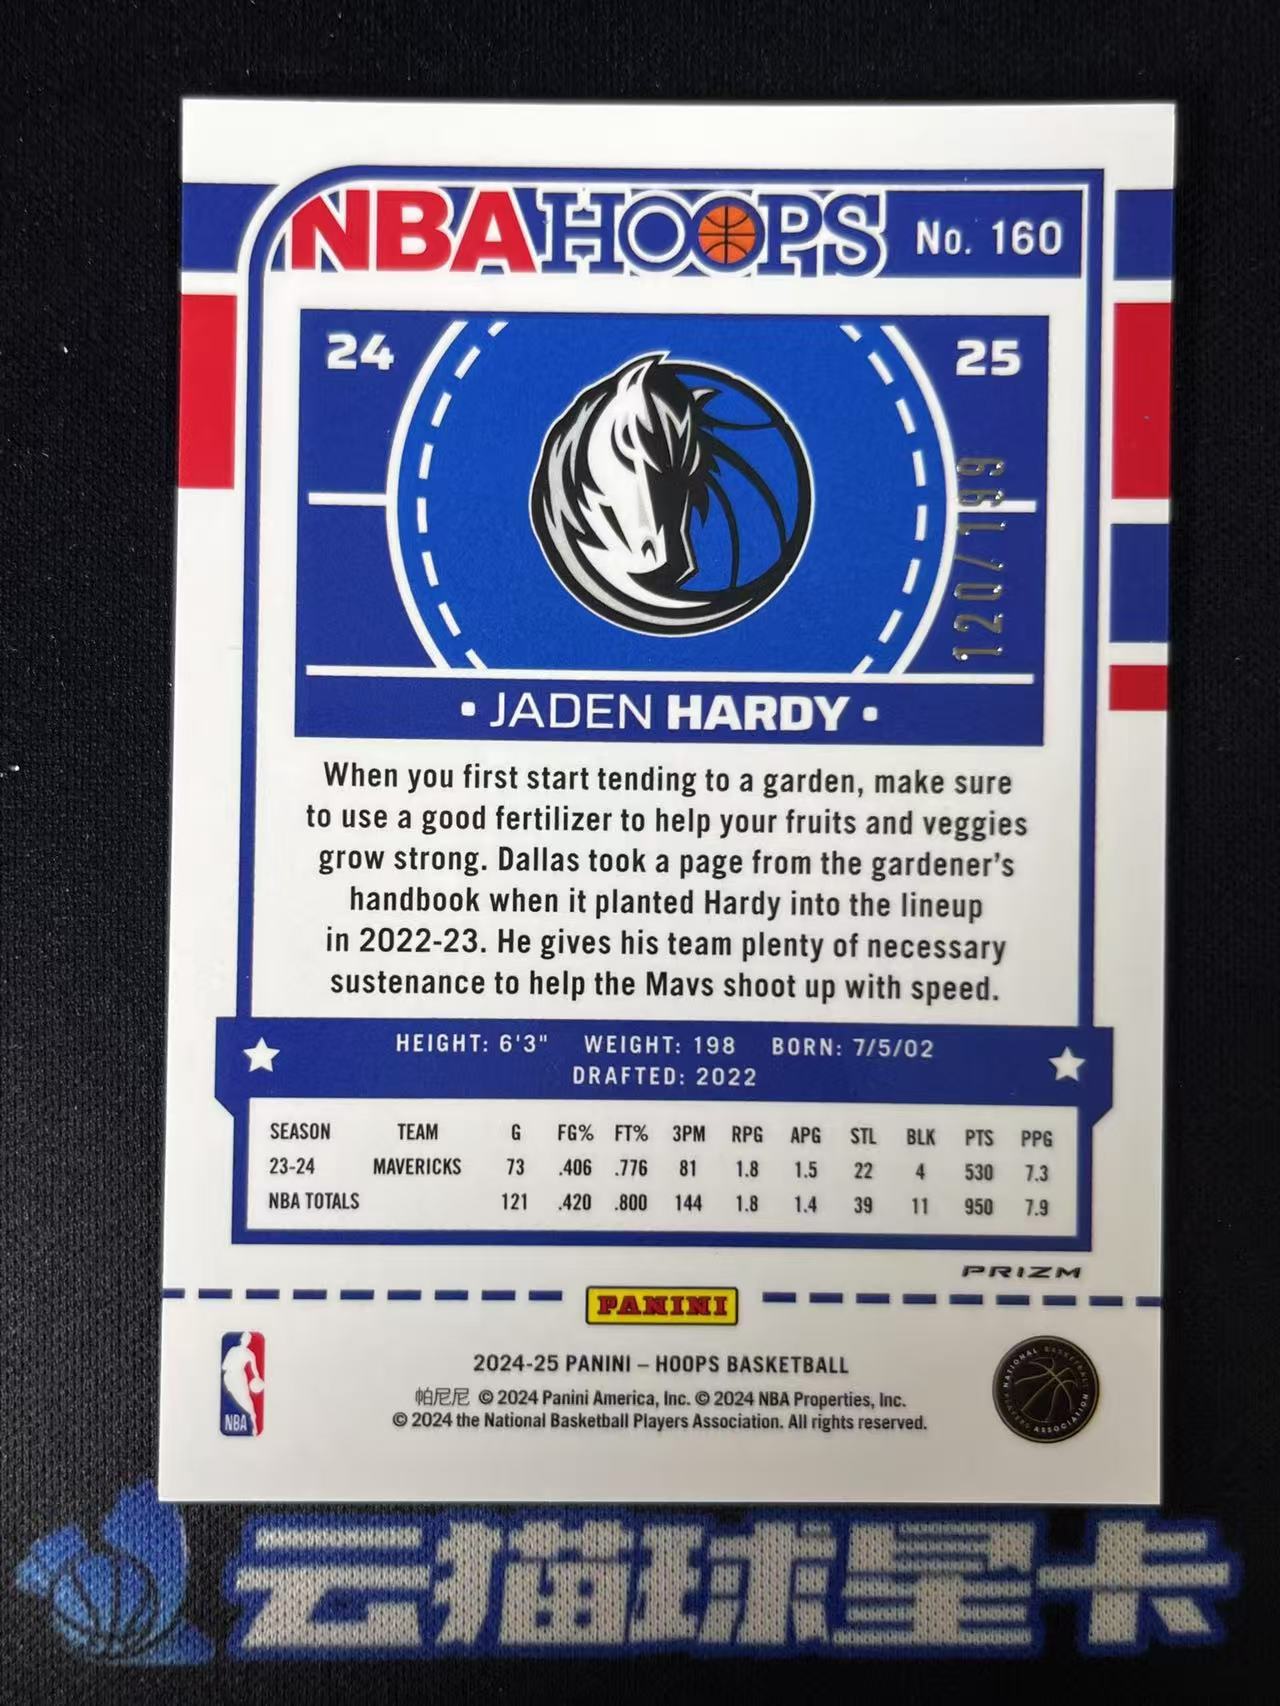 NBA HOOPS No. 160
24 25
120/199
• JADEN HARDY •
When you first start tending to a garden, make sure
to use a good fertilizer to help your fruits and veggies
grow strong. Dallas took a page from the gardener's
handbook when it planted Hardy into the lineup
in 2022-23. He gives his team plenty of necessary
sustenance to help the Mavs shoot up with speed.
HEIGHT: 6'3" WEIGHT: 198 BORN: 7/5/02
DRAFTED: 2022
SEASON TEAM G FG% FT% 3PM RPG APG STL BLK PTS PPG
23-24 MAVERICKS 73 .406 .776 81 1.8 1.5 22 4 530 7.3
NBA TOTALS 121 .420 .800 144 1.8 1.4 39 11 950 7.9
PRIZM
PANINI
2024-25 PANINI – HOOPS BASKETBALL
帕尼尼 © 2024 Panini America, Inc. © 2024 NBA Properties, Inc.
© 2024 the National Basketball Players Association. All rights reserved.
NBA
NATIONAL BASKETBALL PLAYERS ASSOCIATION
云猫球星卡